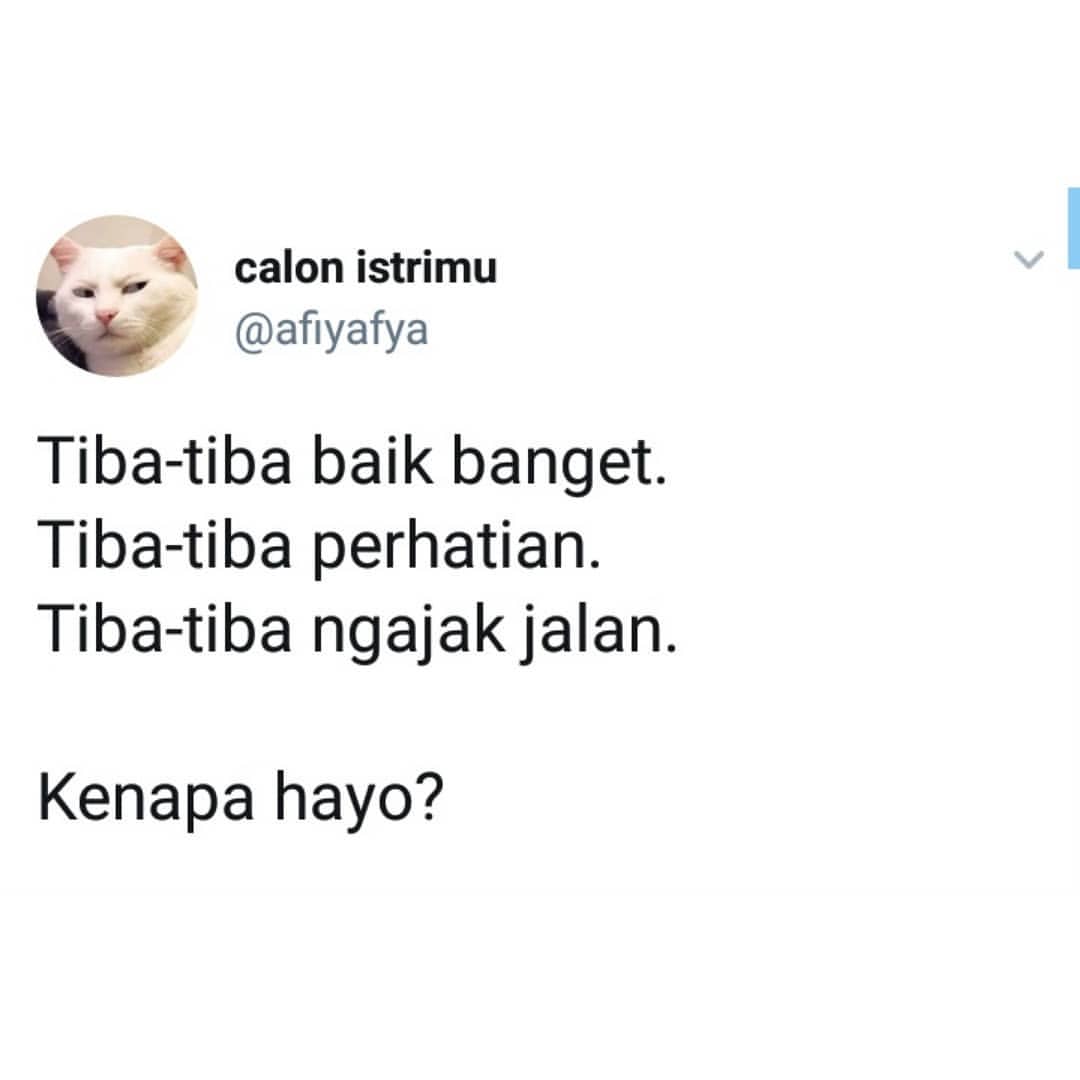 calon istrimu
@afiyafya
Tiba-tiba baik banget.
Tiba-tiba perhatian.
Tiba-tiba ngajak jalan.
Kenapa hayo?